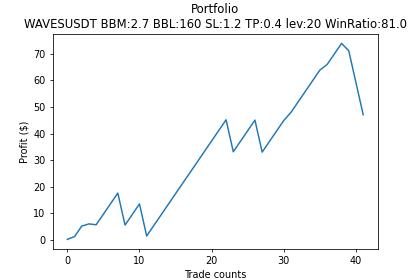 Portfolio
WAVESUSDT BBM:2.7 BBL:160 SL:1.2 TP:0.4 lev:20 WinRatio:81.0
Profit ($)
70
60
50
40
30
20
10
0
0 10 20 30 40
Trade counts